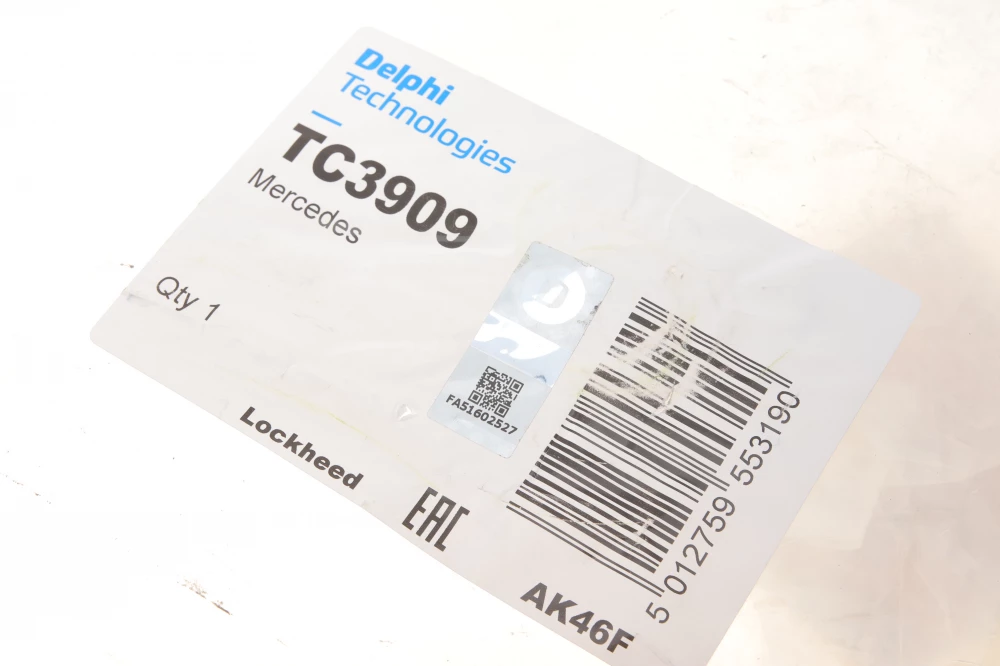 Delphi
Technologies
TC3909
Mercedes
Qty 1
FA51602527
Lockheed
EAC
AK46F
5 012759 553190